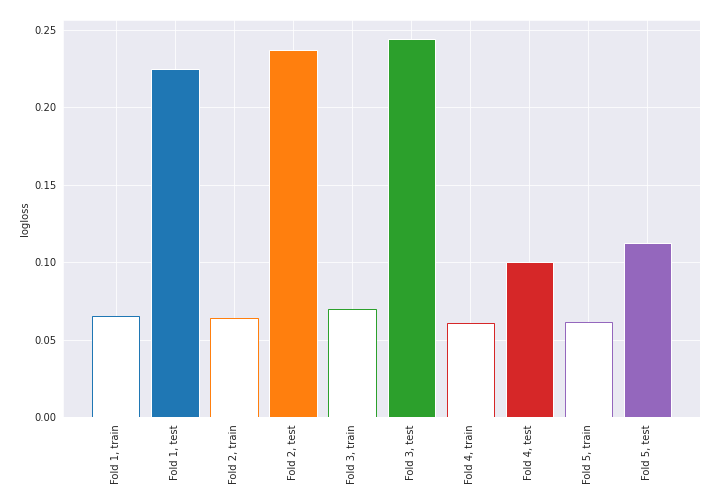 0.25
0.20
0.15
0.10
0.05
0.00
logloss
Fold 1, train
Fold 1, test
Fold 2, train
Fold 2, test
Fold 3, train
Fold 3, test
Fold 4, train
Fold 4, test
Fold 5, train
Fold 5, test